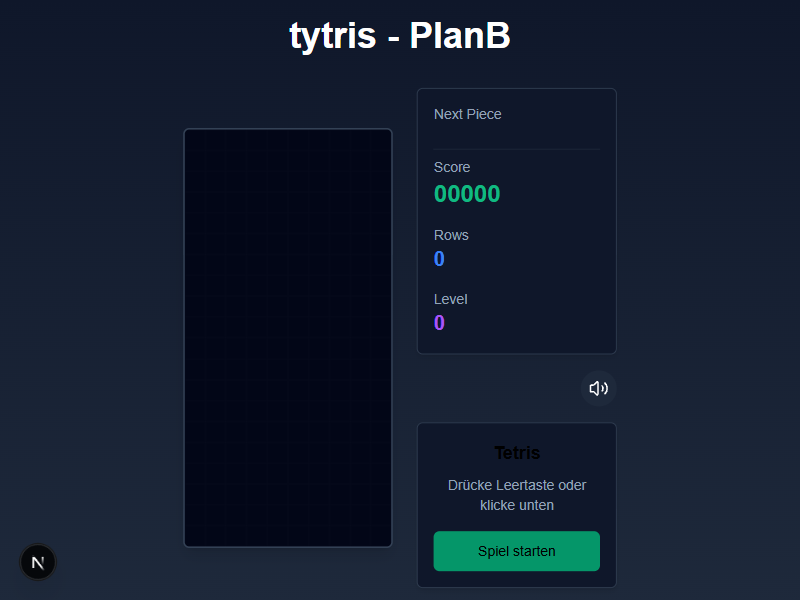 tytris - PlanB
Next Piece
Score
00000
Rows
0
Level
0
Tetris
Drücke Leertaste oder
klicke unten
Spiel starten
N